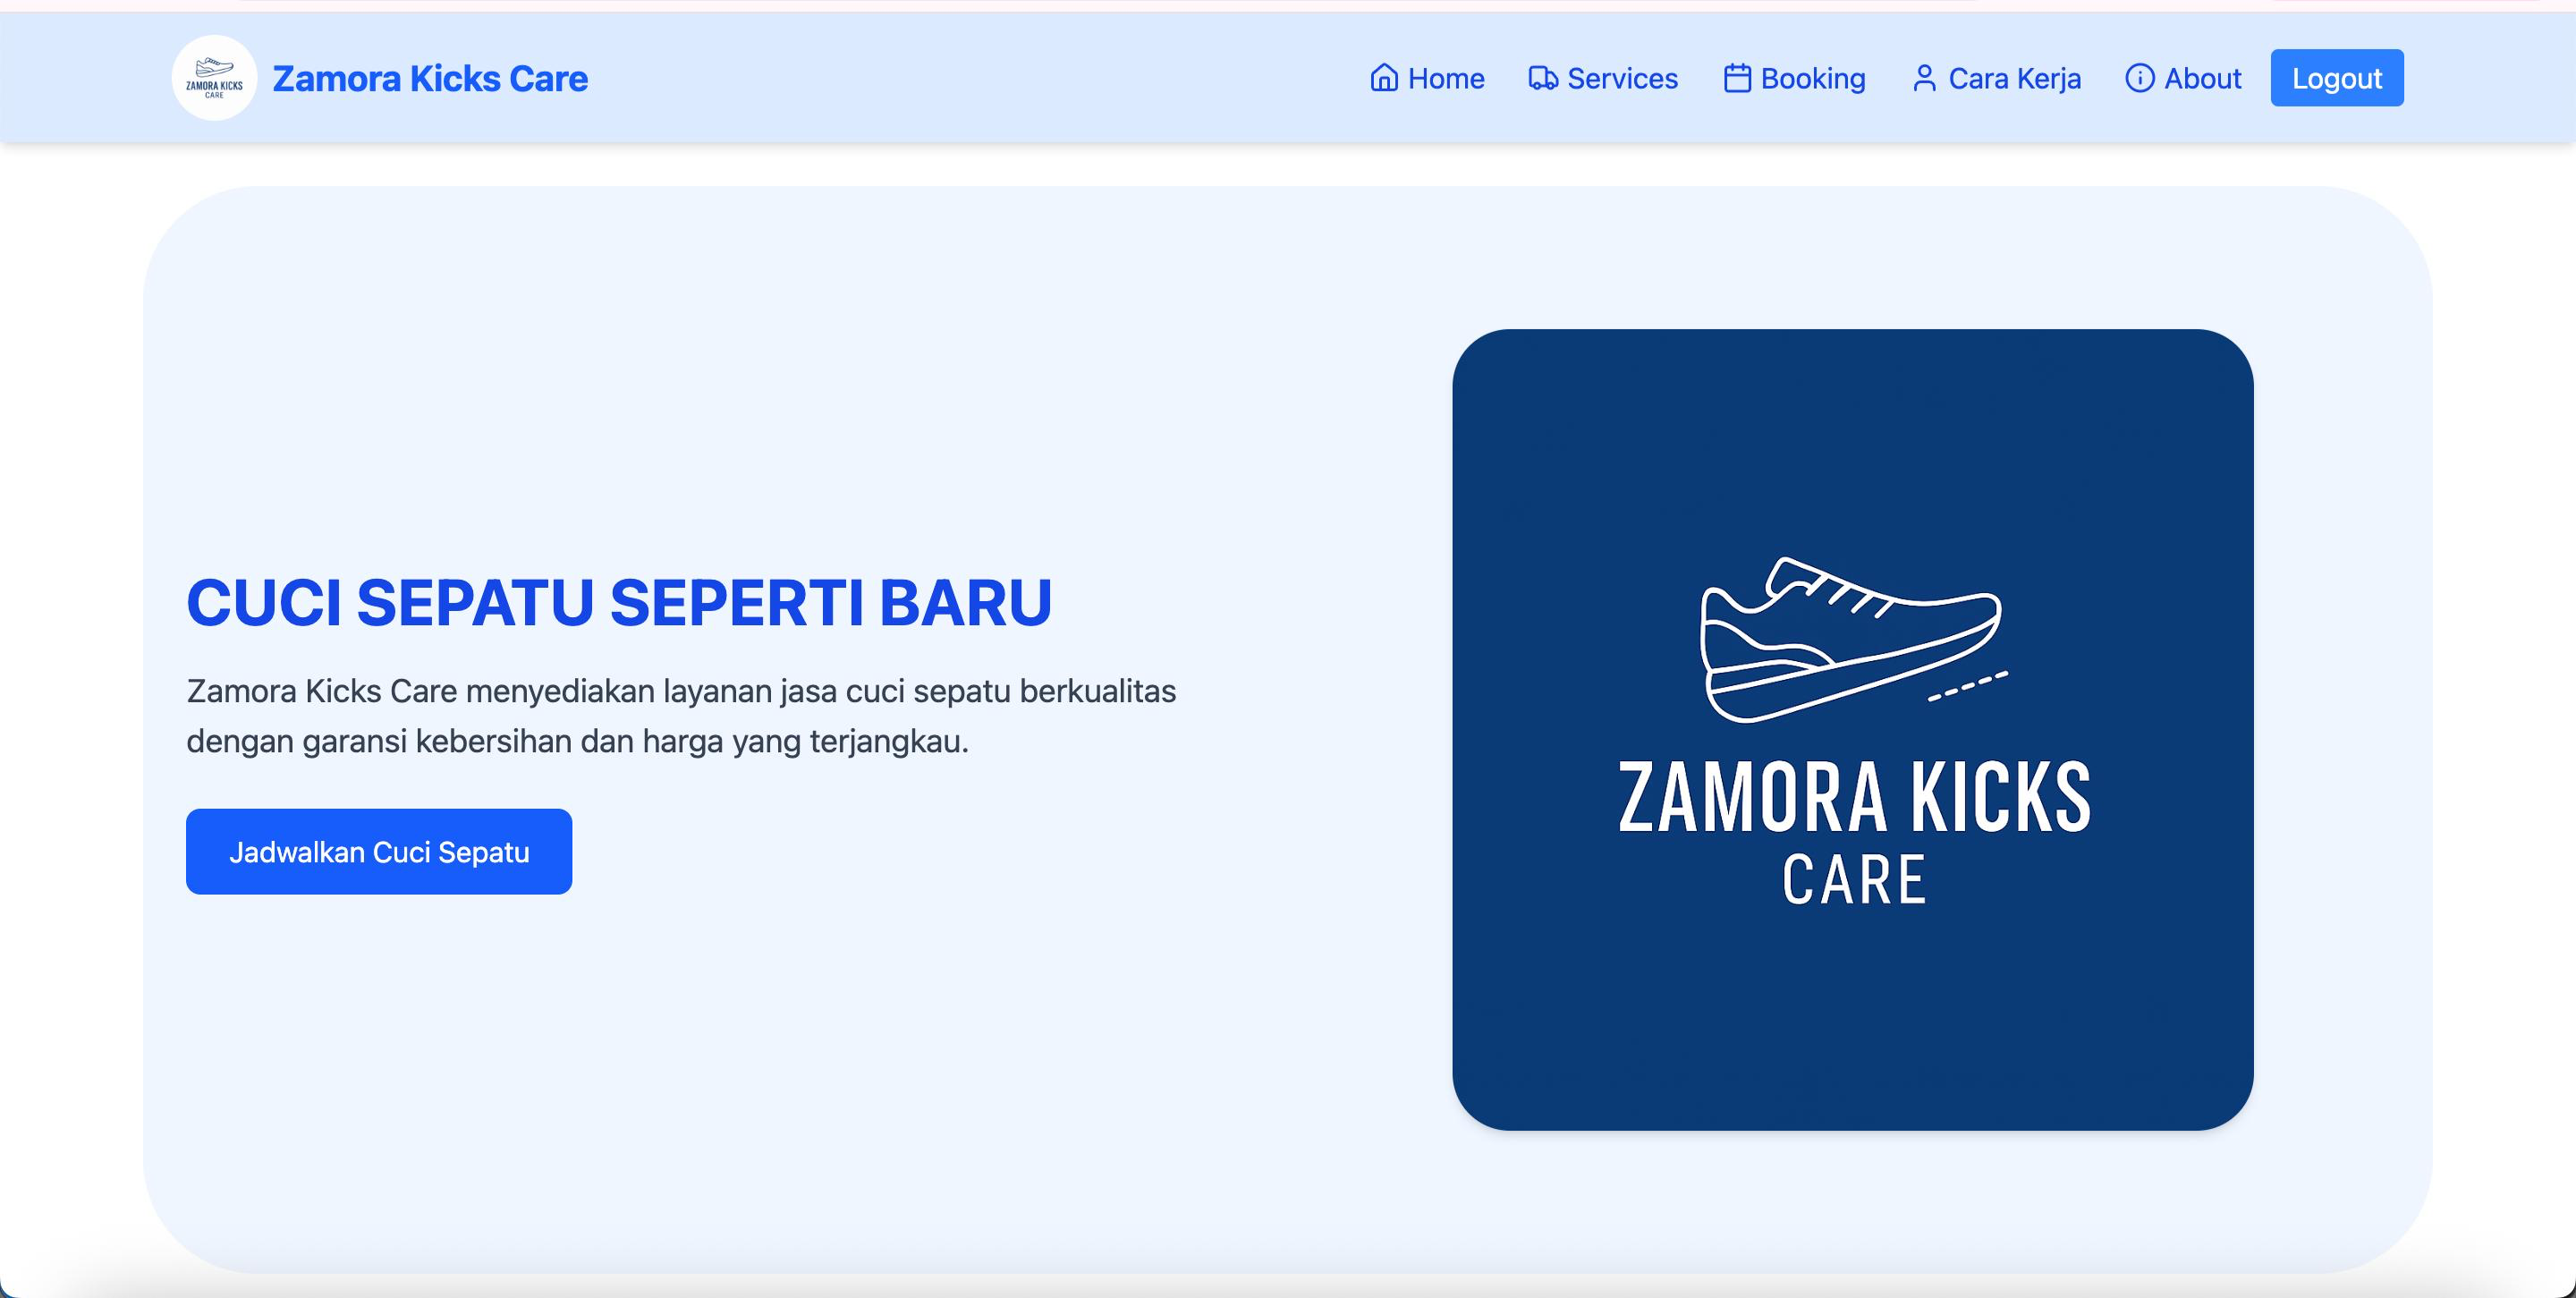 ZAMORA KICKS
CARE
Zamora Kicks Care
Home
Services
Booking
Cara Kerja
About
Logout
CUCI SEPATU SEPERTI BARU
Zamora Kicks Care menyediakan layanan jasa cuci sepatu berkualitas
dengan garansi kebersihan dan harga yang terjangkau.
Jadwalkan Cuci Sepatu
ZAMORA KICKS
CARE